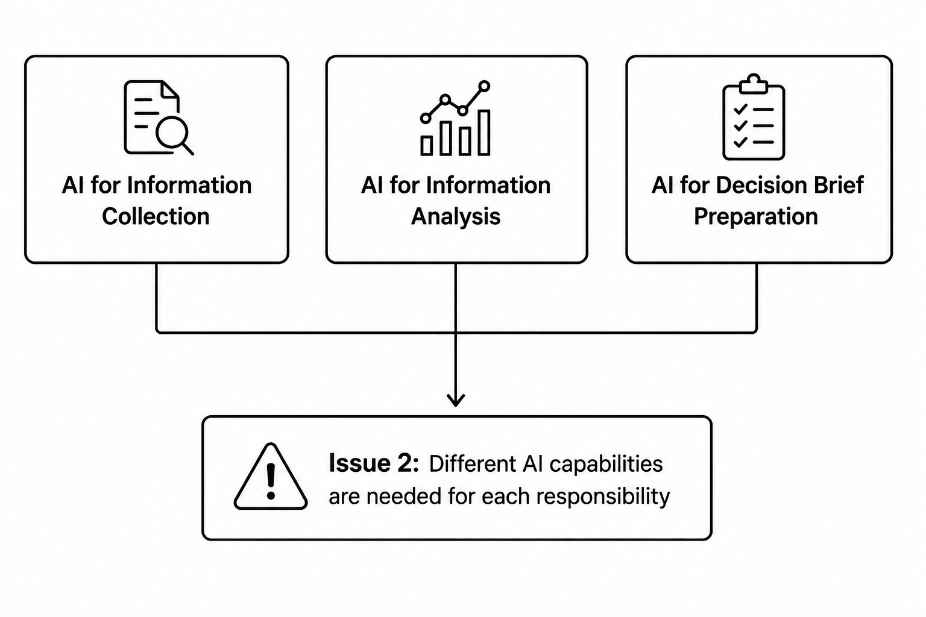 AI for Information
Collection
AI for Information
Analysis
AI for Decision Brief
Preparation
Issue 2: Different AI capabilities
are needed for each responsibility